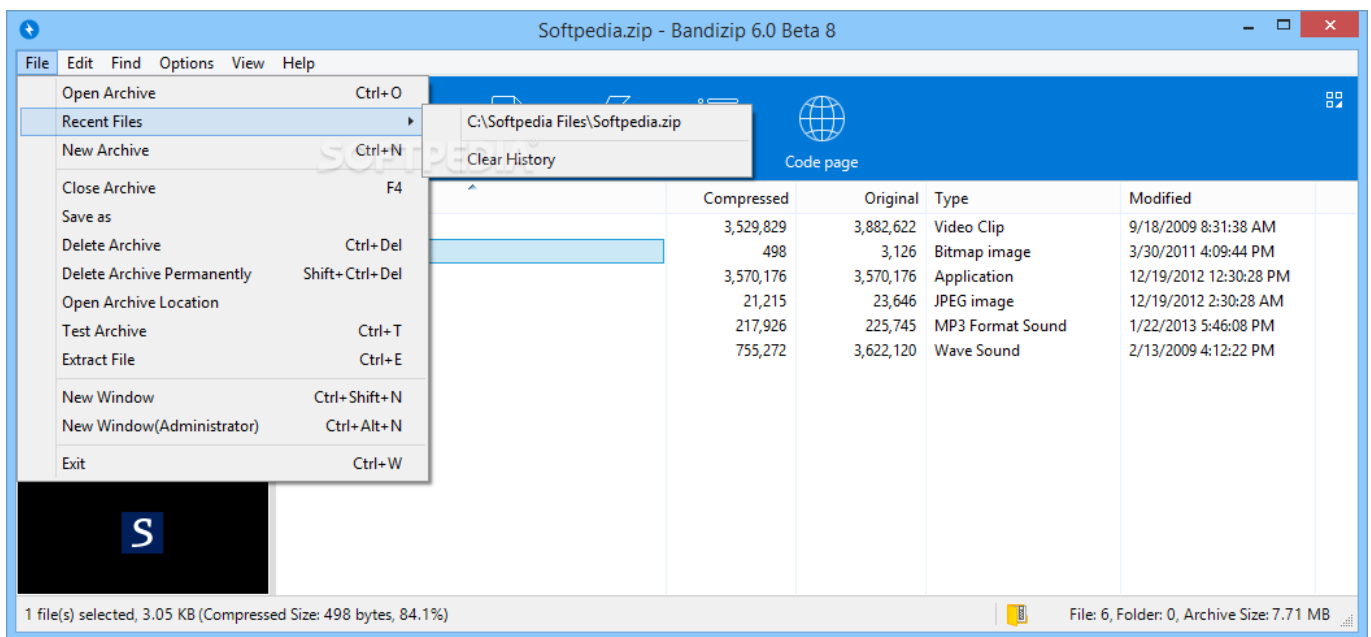 Softpedia.zip - Bandizip 6.0 Beta 8
File Edit Find Options View Help
Open Archive Ctrl+O
Recent Files
New Archive Ctrl+N
Close Archive F4
Save as
Delete Archive Ctrl+Del
Delete Archive Permanently Shift+Ctrl+Del
Open Archive Location
Test Archive Ctrl+T
Extract File Ctrl+E
New Window Ctrl+Shift+N
New Window(Administrator) Ctrl+Alt+N
Exit Ctrl+W
C:\Softpedia Files\Softpedia.zip
Clear History
SOFTPEDIA
Code page
Compressed Original Type Modified
3,529,829 3,882,622 Video Clip 9/18/2009 8:31:38 AM
498 3,126 Bitmap image 3/30/2011 4:09:44 PM
3,570,176 3,570,176 Application 12/19/2012 12:30:28 PM
21,215 23,646 JPEG image 12/19/2012 2:30:28 AM
217,926 225,745 MP3 Format Sound 1/22/2013 5:46:08 PM
755,272 3,622,120 Wave Sound 2/13/2009 4:12:22 PM
S
1 file(s) selected, 3.05 KB (Compressed Size: 498 bytes, 84.1%)
File: 6, Folder: 0, Archive Size: 7.71 MB